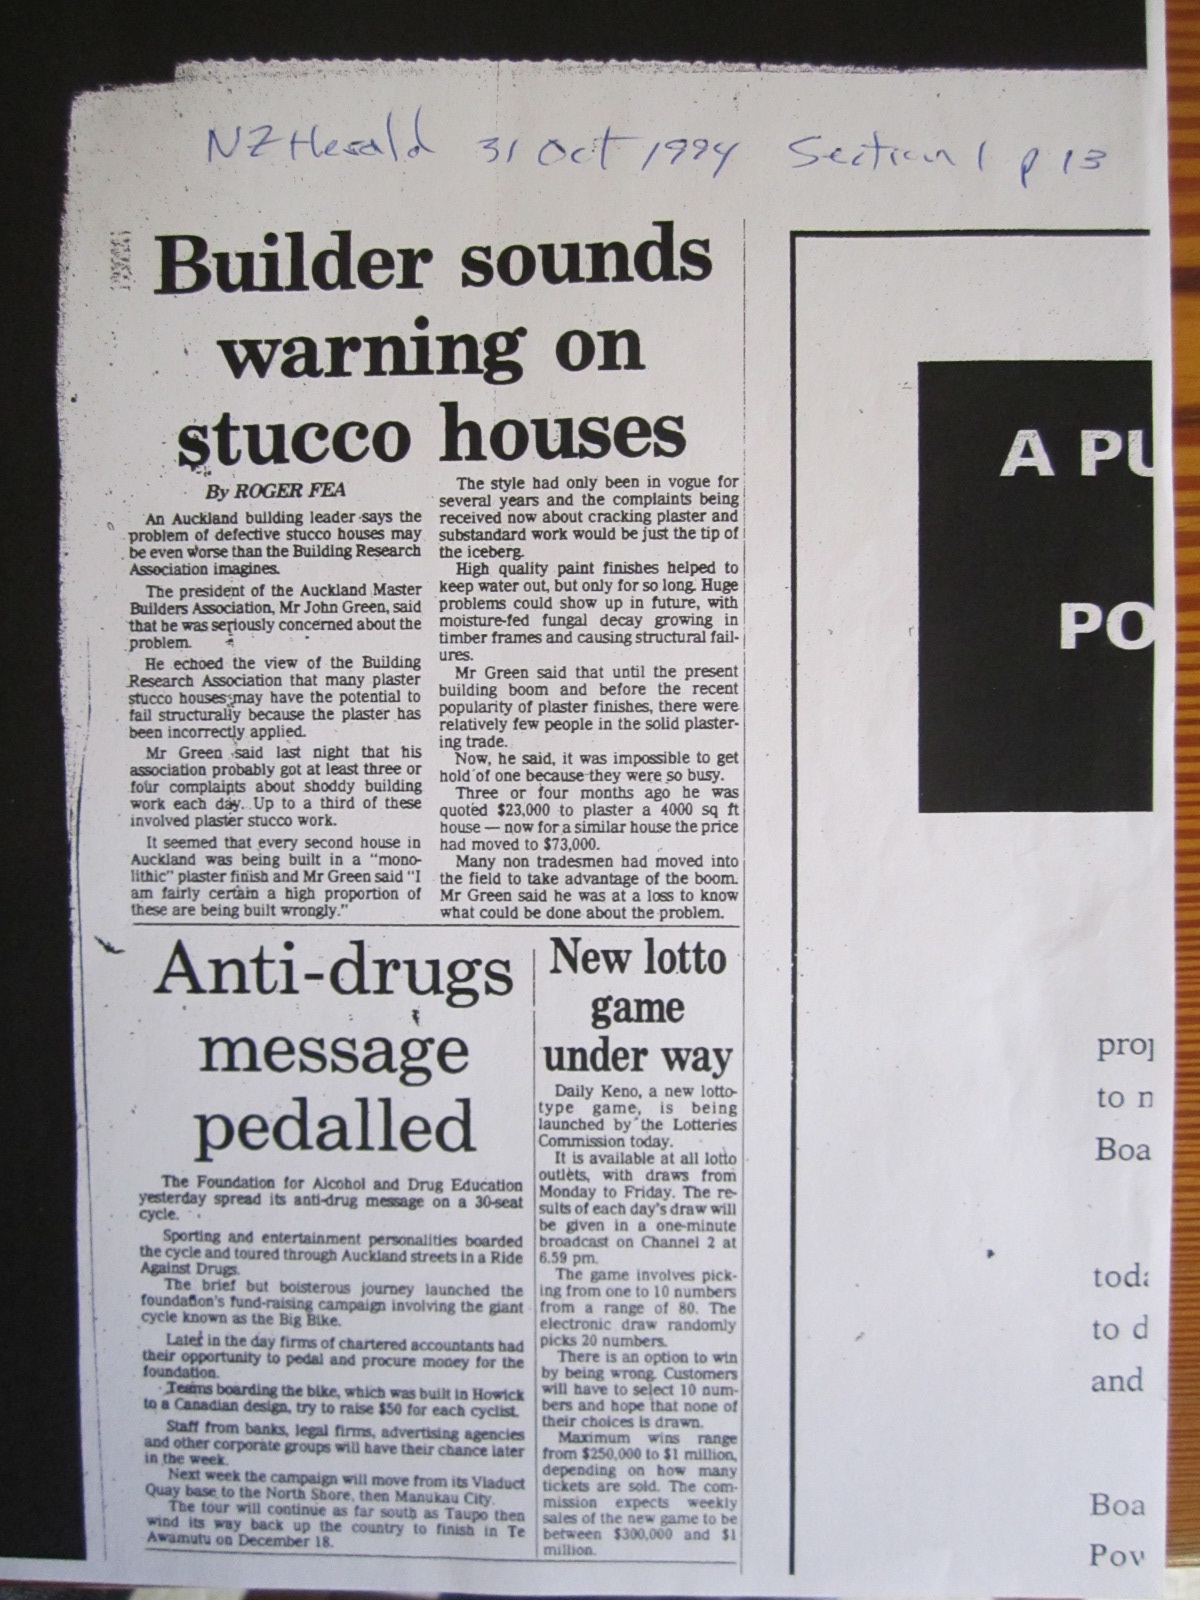 NZ Herald 31 Oct 1994 Section 1 p 13
Builder sounds
warning on
stucco houses
By ROGER FEA
An Auckland building leader says the
problem of defective stucco houses may
be even worse than the Building Research
Association imagines.
The president of the Auckland Master
Builders Association, Mr John Green, said
that he was seriously concerned about the
problem.
He echoed the view of the Building
Research Association that many plaster
stucco houses may have the potential to
fail structurally because the plaster has
been incorrectly applied.
Mr Green said last night that his
association probably got at least three or
four complaints about shoddy building
work each day. Up to a third of these
involved plaster stucco work.
It seemed that every second house in
Auckland was being built in a "mono-
lithic" plaster finish and Mr Green said "I
am fairly certain a high proportion of
these are being built wrongly."
The style had only been in vogue for
several years and the complaints being
received now about cracking plaster and
substandard work would be just the tip of
the iceberg.
High quality paint finishes helped to
keep water out, but only for so long. Huge
problems could show up in future, with
moisture-fed fungal decay growing in
timber frames and causing structural fail-
ures.
Mr Green said that until the present
building boom and before the recent
popularity of plaster finishes, there were
relatively few people in the solid plaster-
ing trade.
Now, he said, it was impossible to get
hold of one because they were so busy.
Three or four months ago he was
quoted $23,000 to plaster a 4000 sq ft
house — now for a similar house the price
had moved to $73,000.
Many non tradesmen had moved into
the field to take advantage of the boom.
Mr Green said he was at a loss to know
what could be done about the problem.
Anti-drugs
message
pedalled
The Foundation for Alcohol and Drug Education
yesterday spread its anti-drug message on a 30-seat
cycle.
Sporting and entertainment personalities boarded
the cycle and toured through Auckland streets in a Ride
Against Drugs.
The brief but boisterous journey launched the
foundation's fund-raising campaign involving the giant
cycle known as the Big Bike.
Later in the day firms of chartered accountants had
their opportunity to pedal and procure money for the
foundation.
Teams boarding the bike, which was built in Howick
to a Canadian design, try to raise $50 for each cyclist.
Staff from banks, legal firms, advertising agencies
and other corporate groups will have their chance later
in the week.
Next week the campaign will move from its Viaduct
Quay base to the North Shore, then Manukau City.
The tour will continue as far south as Taupo then
wind its way back up the country to finish in Te
Awamutu on December 18.
New lotto
game
under way
Daily Keno, a new lotto-
type game, is being
launched by the Lotteries
Commission today.
It is available at all lotto
outlets, with draws from
Monday to Friday. The re-
sults of each day's draw will
be given in a one-minute
broadcast on Channel 2 at
6.59 pm.
The game involves pick-
ing from one to 10 numbers
from a range of 80. The
electronic draw randomly
picks 20 numbers.
There is an option to win
by being wrong. Customers
will have to select 10 num-
bers and hope that none of
their choices is drawn.
Maximum wins range
from $250,000 to $1 million,
depending on how many
tickets are sold. The com-
mission expects weekly
sales of the new game to be
between $300,000 and $1
million.
A PU
PO
to
Boa
to d
and
Boa